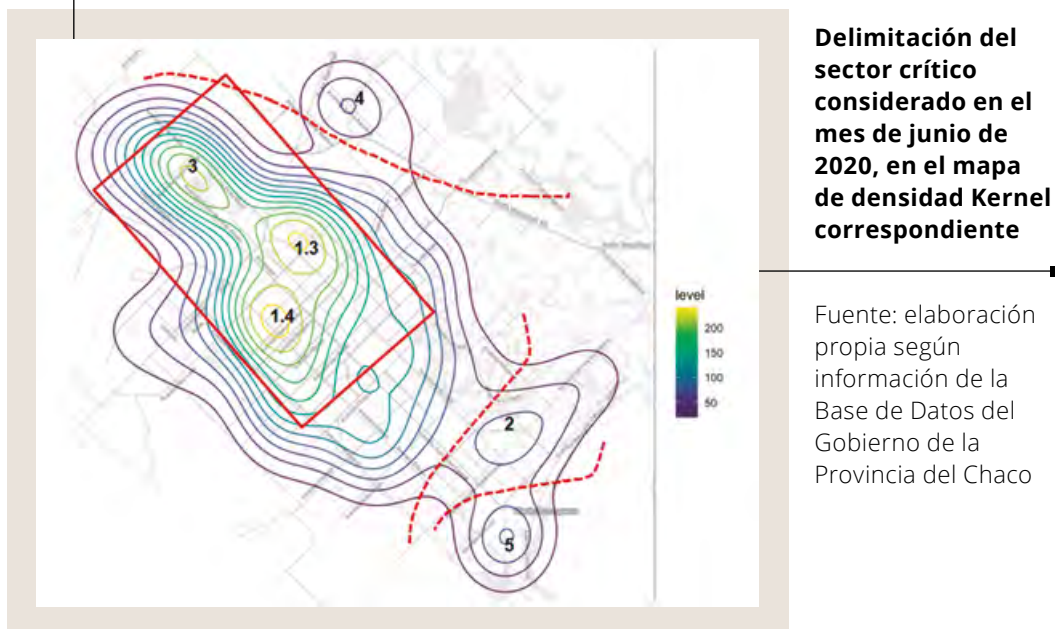 Delimitación del
sector crítico
considerado en el
mes de junio de
2020, en el mapa
de densidad Kernel
correspondiente
Fuente: elaboración
propia según
información de la
Base de Datos del
Gobierno de la
Provincia del Chaco
4
3
1.3
1.4
2
5
level
200
150
100
50